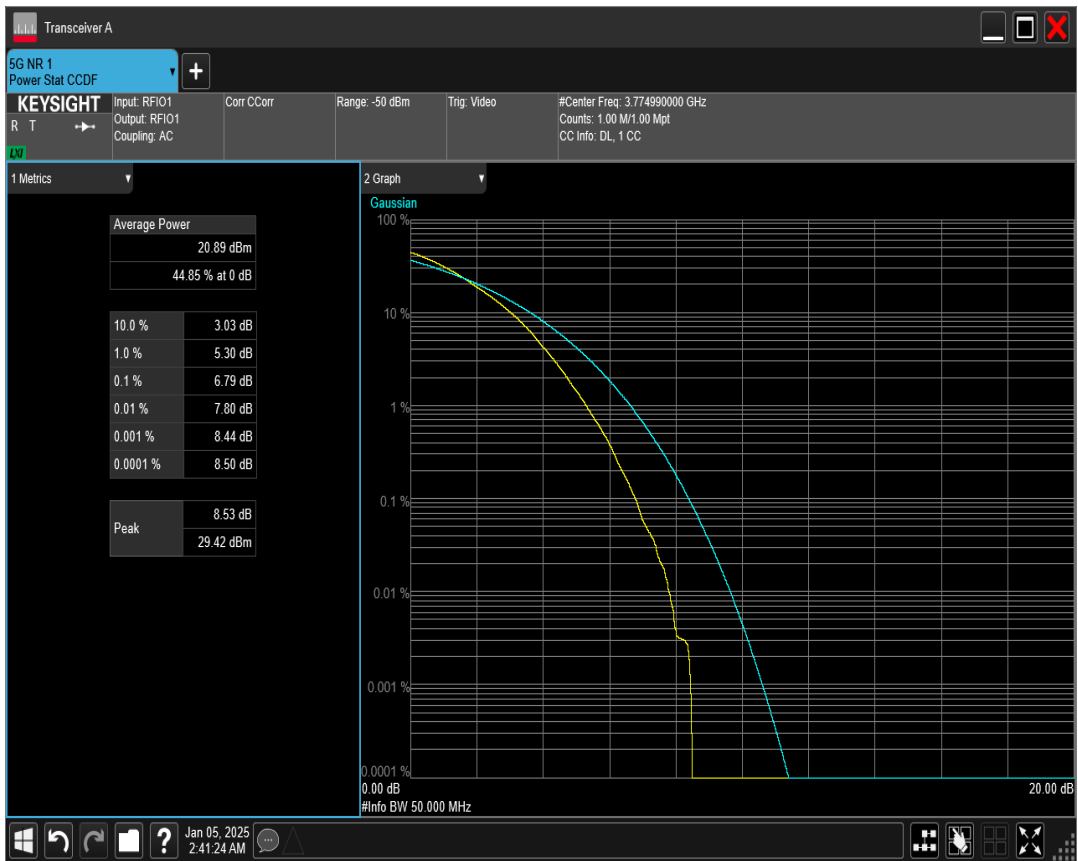 Transceiver A
5G NR 1
Power Stat CCDF
+
KEYSIGHT
R T
LXI
Input: RFIO1
Output: RFIO1
Coupling: AC
Corr CCorr
Range: -50 dBm
Trig: Video
#Center Freq: 3.774990000 GHz
Counts: 1.00 M/1.00 Mpt
CC Info: DL, 1 CC
1 Metrics
Average Power
20.89 dBm
44.85 % at 0 dB
10.0 % 3.03 dB
1.0 % 5.30 dB
0.1 % 6.79 dB
0.01 % 7.80 dB
0.001 % 8.44 dB
0.0001 % 8.50 dB
Peak
8.53 dB
29.42 dBm
2 Graph
Gaussian
100 %
10 %
1 %
0.1 %
0.01 %
0.001 %
0.0001 %
0.00 dB
20.00 dB
#Info BW 50.000 MHz
?
Jan 05, 2025
2:41:24 AM